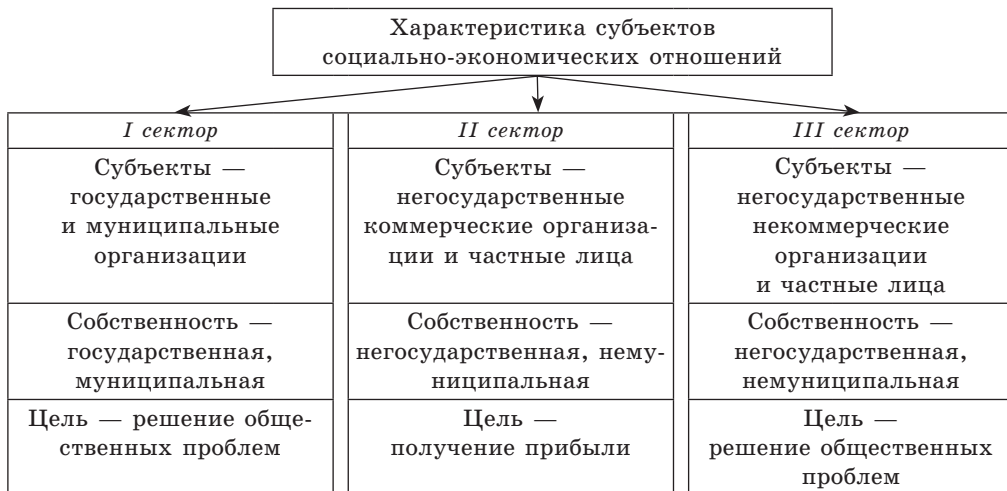 Характеристика субъектов
социально-экономических отношений
I сектор
Субъекты —
государственные
и муниципальные
организации
Собственность —
государственная,
муниципальная
Цель — решение обще-
ственных проблем
II сектор
Субъекты —
негосударственные
коммерческие организа-
ции и частные лица
Собственность —
негосударственная, нему-
ниципальная
Цель —
получение прибыли
III сектор
Субъекты —
негосударственные
некоммерческие
организации
и частные лица
Собственность —
негосударственная,
немуниципальная
Цель —
решение общественных
проблем